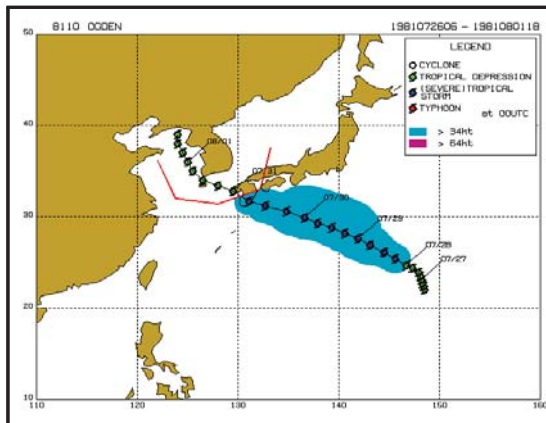 8110 OGDEN 1981072606 - 1981080118
LEGEND
CYCLONE
TROPICAL DEPRESSION
(SEVERE)TROPICAL
STORM
TYPHOON
at 00UTC
> 34kt
> 64kt
50
40
30
20
10
08/01
07/31
07/30
07/29
07/28
07/27
110 120 130 140 150 160